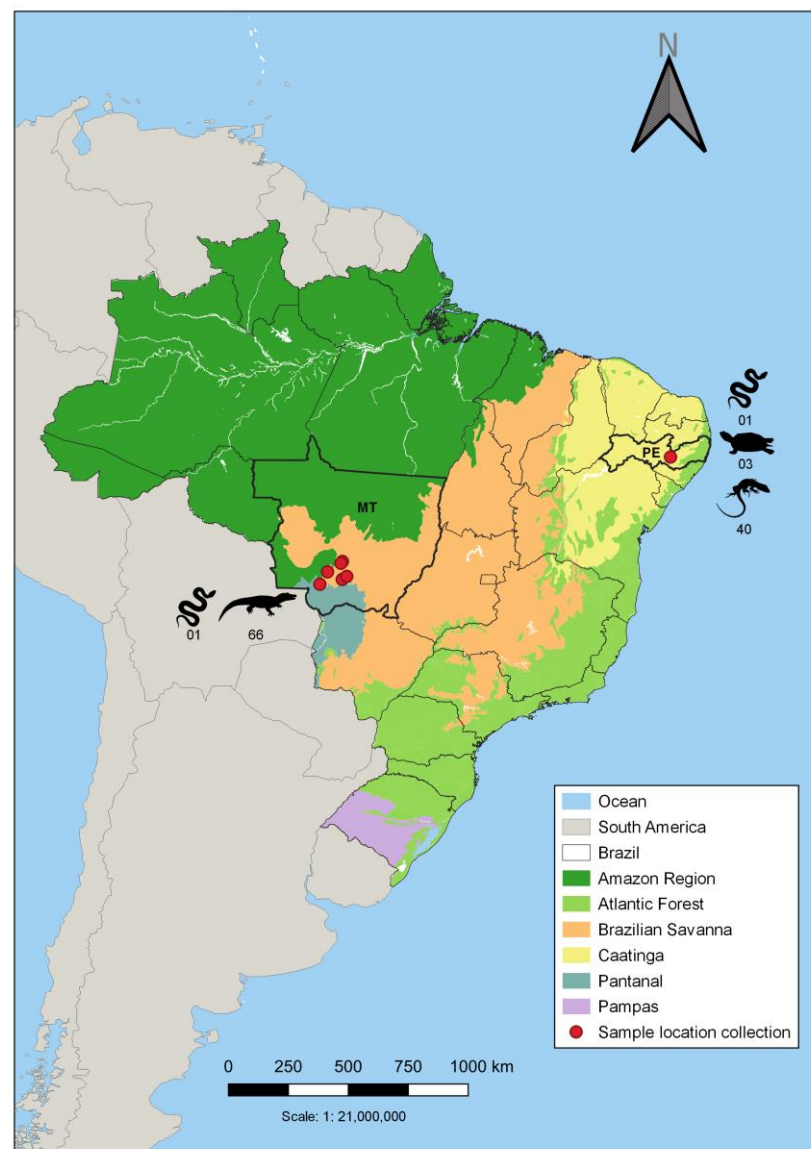 N
01
PE
03
40
MT
01
66
Ocean
South America
Brazil
Amazon Region
Atlantic Forest
Brazilian Savanna
Caatinga
Pantanal
Pampas
Sample location collection
0 250 500 750 1000 km
Scale: 1: 21,000,000